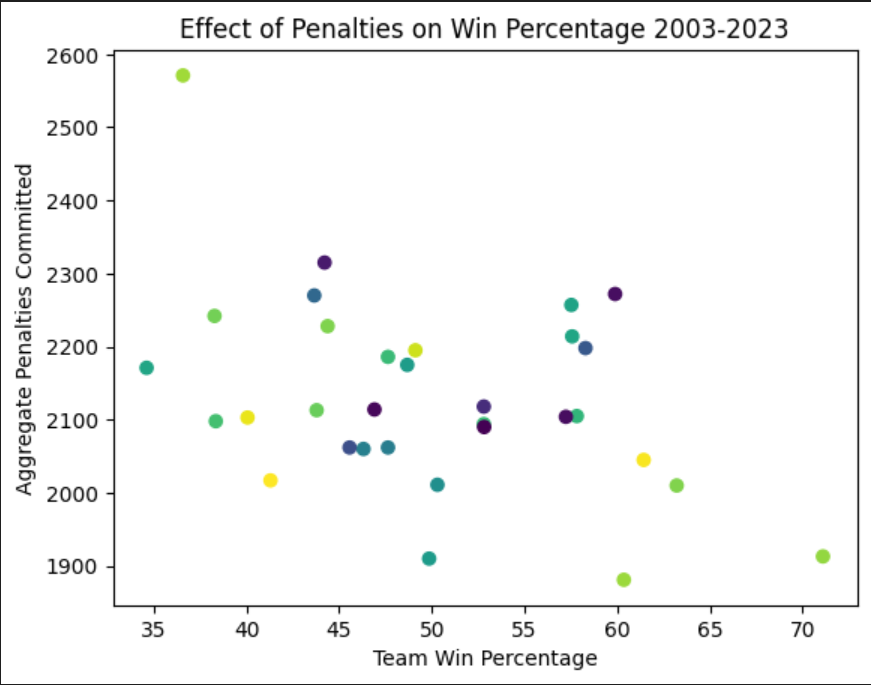 Effect of Penalties on Win Percentage 2003-2023
2600
2500
2400
2300
2200
2100
2000
1900
Aggregate Penalties Committed
35 40 45 50 55 60 65 70
Team Win Percentage